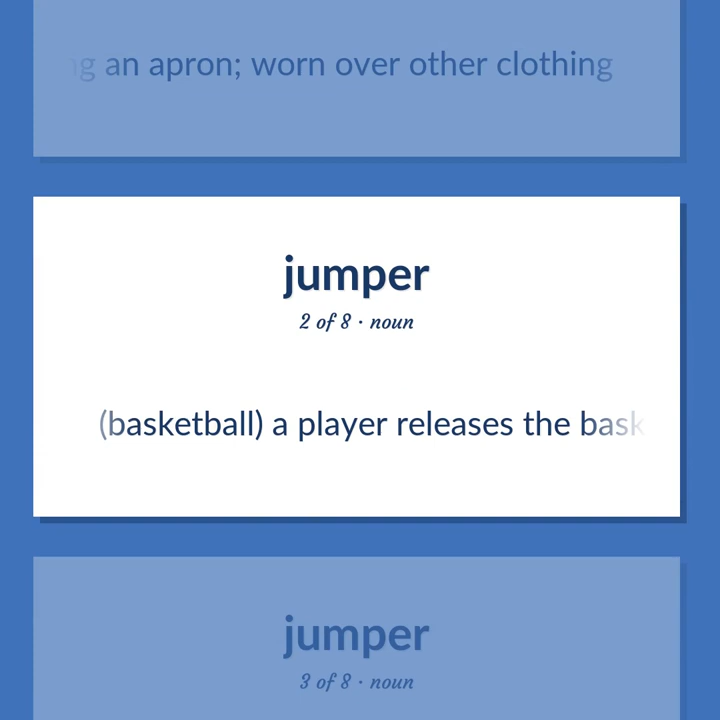 an apron; worn over other clothing
jumper
2 of 8 · noun
(basketball) a player releases the bask
jumper
3 of 8 · noun